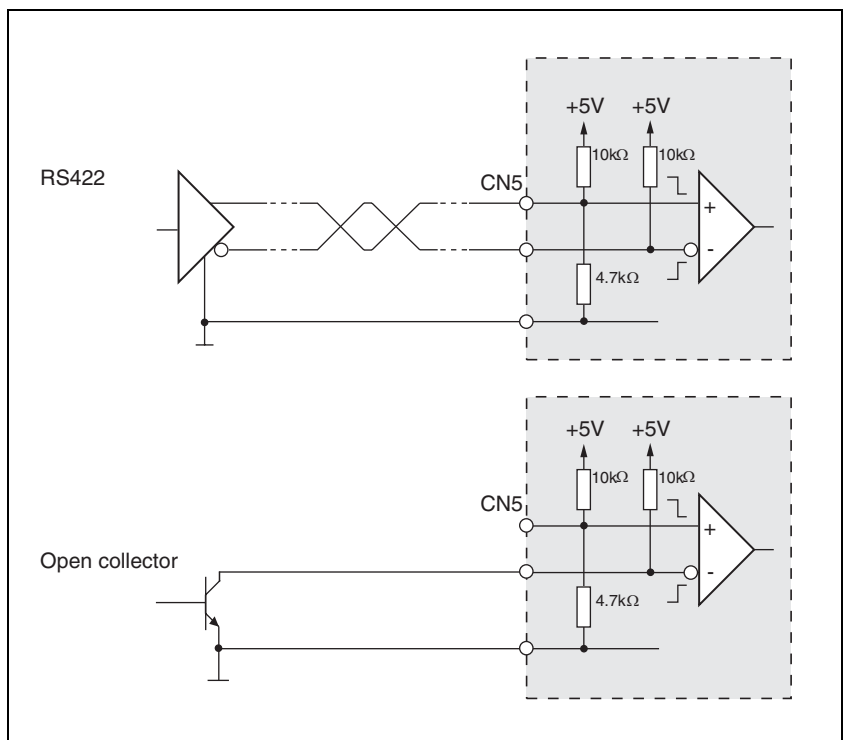 +5V +5V
10kΩ 10kΩ
RS422
CN5
+
-
4.7kΩ
+5V +5V
10kΩ 10kΩ
CN5
+
Open collector
-
4.7kΩ